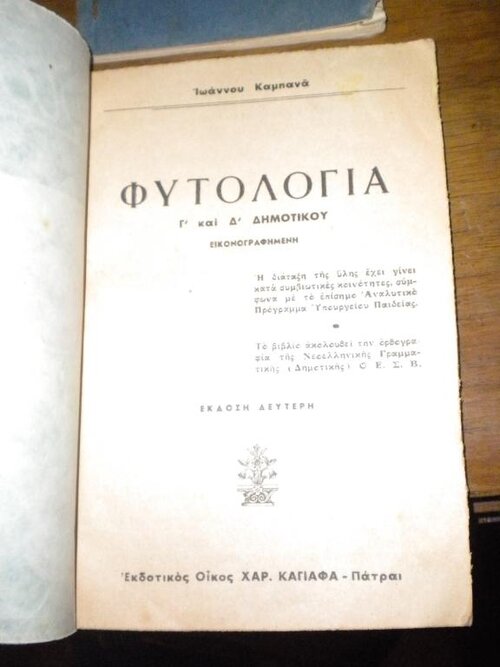 Ἰωάννου Καμπανᾶ
ΦΥΤΟΛΟΓΙΑ
Γ' καὶ Δ' ΔΗΜΟΤΙΚΟΥ
ΕΙΚΟΝΟΓΡΑΦΗΜΕΝΗ
Ἡ διάταξη τῆς ὕλης ἔχει γίνει
κατὰ συμβιωτικὲς κοινότητες, σύμ-
φωνα μὲ τὸ ἐπίσημο Ἀναλυτικὸ
Πρόγραμμα Ὑπουργείου Παιδείας.
Τὸ βιβλίο ἀκολουθεῖ τὴν ὀρθογρα-
φία τῆς Νεοελληνικῆς Γραμμα-
τικῆς (Δημοτικῆς) Ο Ε. Σ. Β.
ΕΚΔΟΣΗ ΔΕΥΤΕΡΗ
Ἐκδοτικὸς Οἶκος ΧΑΡ. ΚΑΓΙΑΦΑ - Πάτραι